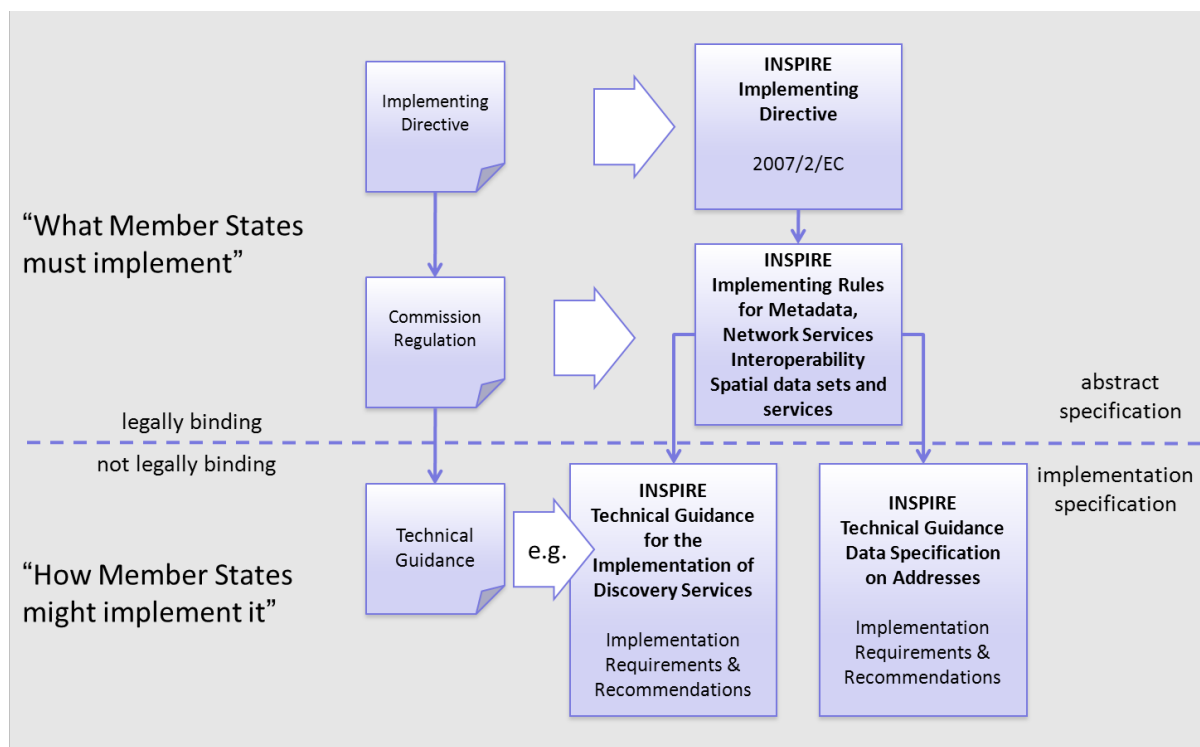 Implementing
Directive
INSPIRE
Implementing
Directive
2007/2/EC
“What Member States
must implement”
Commission
Regulation
INSPIRE
Implementing Rules
for Metadata,
Network Services
Interoperability
Spatial data sets and
services
abstract
specification
legally binding
not legally binding
implementation
specification
Technical
Guidance
e.g.
INSPIRE
Technical Guidance
for the
Implementation of
Discovery Services
Implementation
Requirements &
Recommendations
INSPIRE
Technical Guidance
Data Specification
on Addresses
Implementation
Requirements &
Recommendations
“How Member States
might implement it”